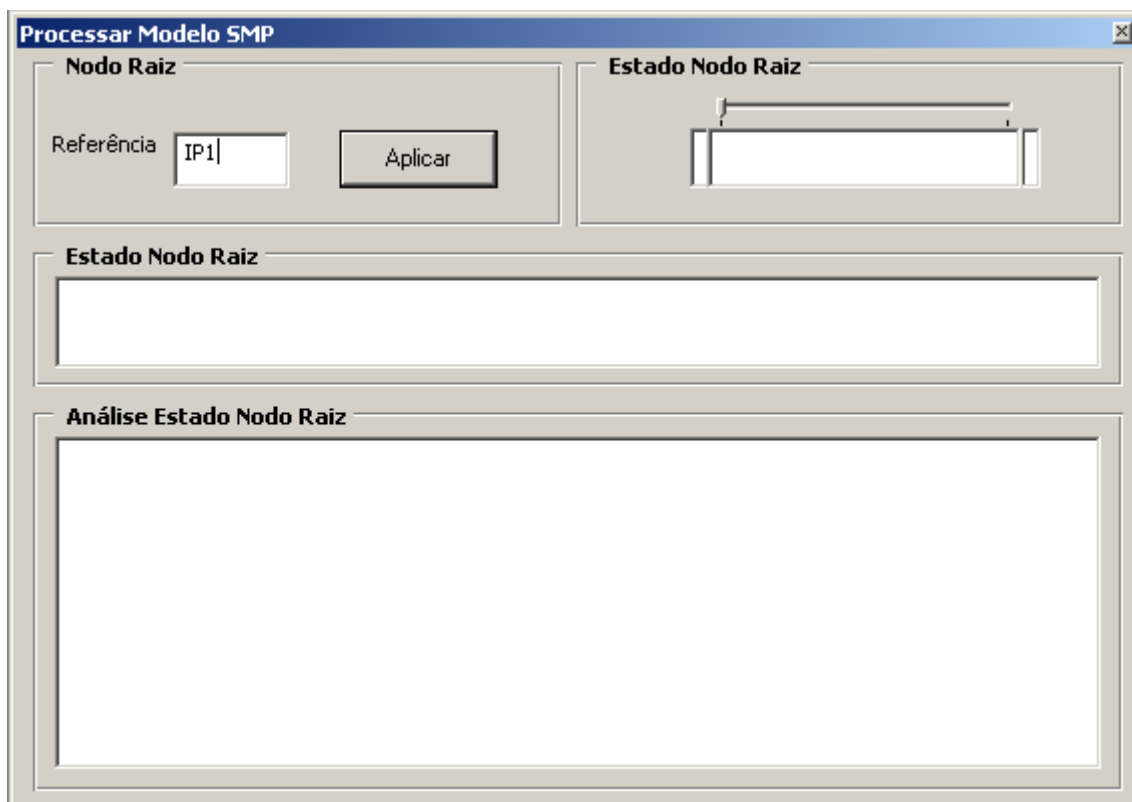 Processar Modelo SMP
Nodo Raiz
Referência IP1 Aplicar
Estado Nodo Raiz
Estado Nodo Raiz
Análise Estado Nodo Raiz